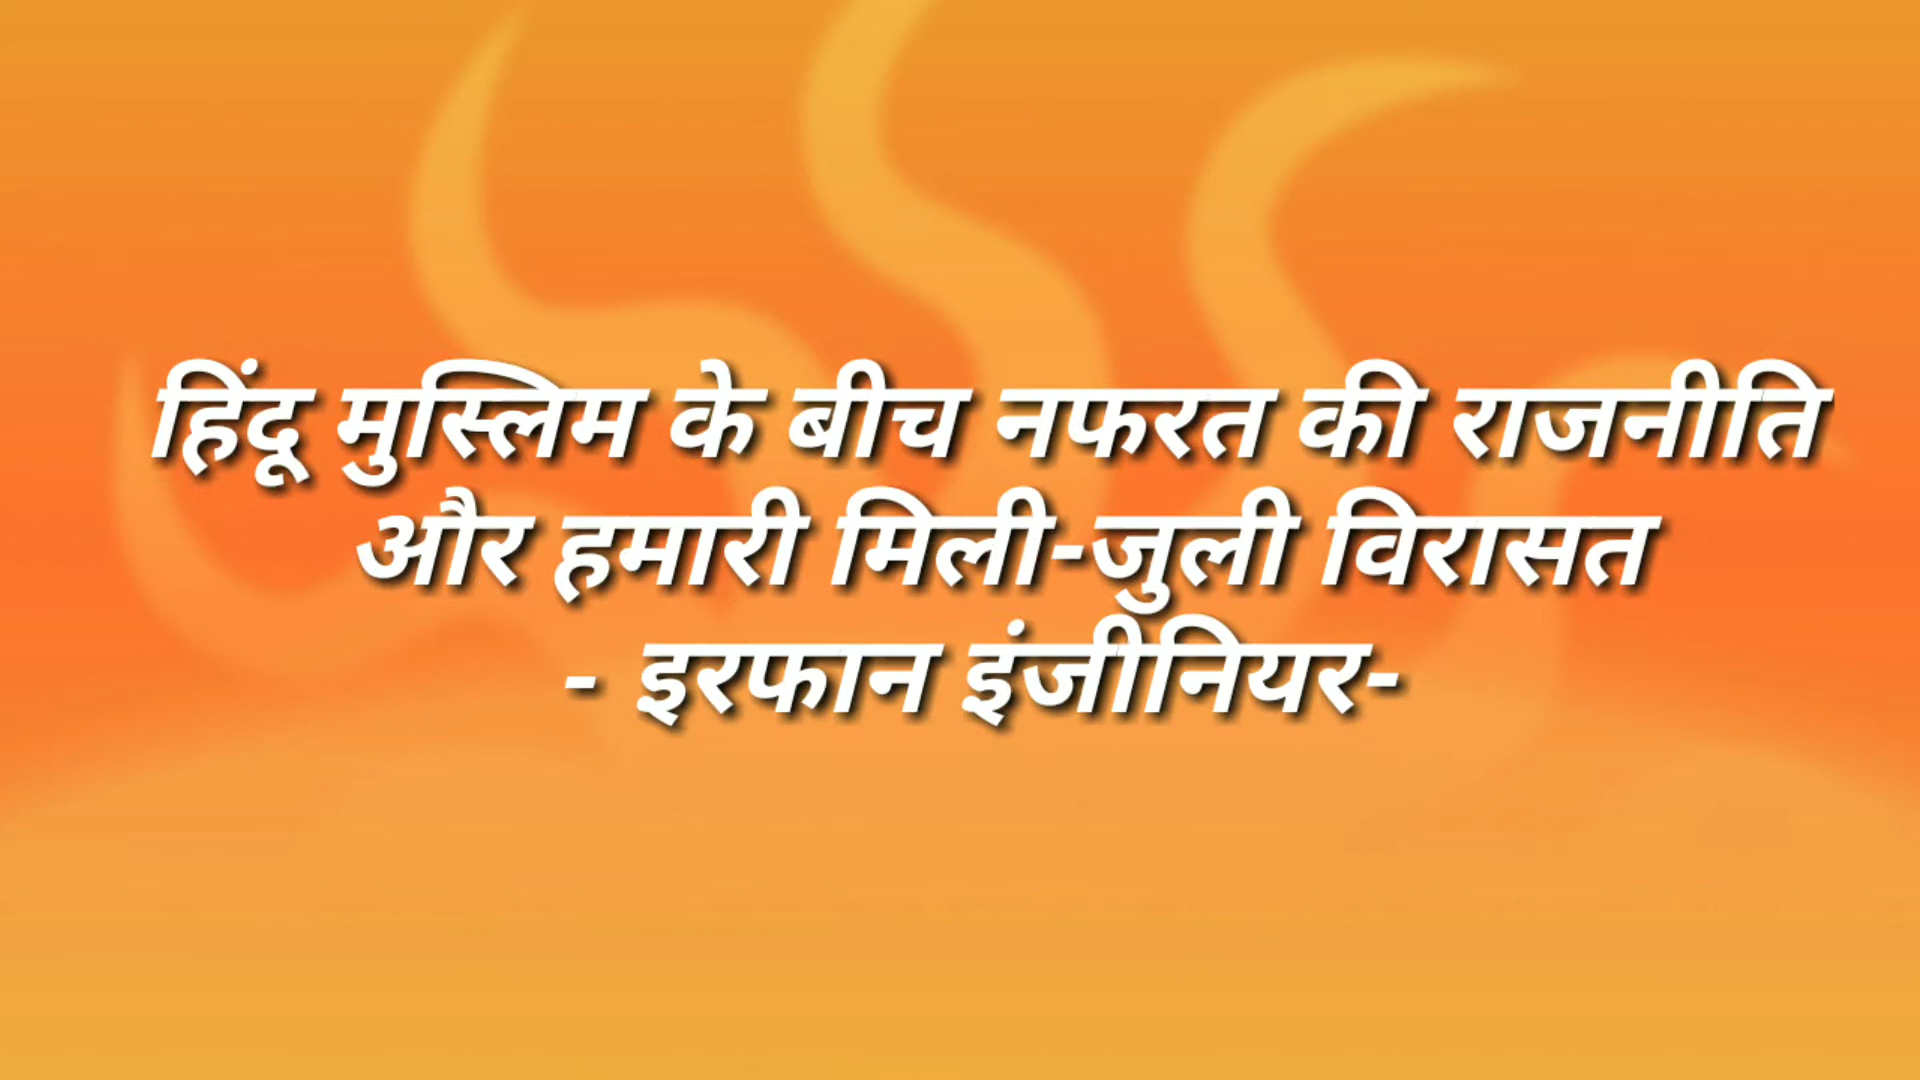 हिंदू मुस्लिम के बीच नफरत की राजनीति
और हमारी मिली-जुली विरासत
- इरफान इंजीनियर-